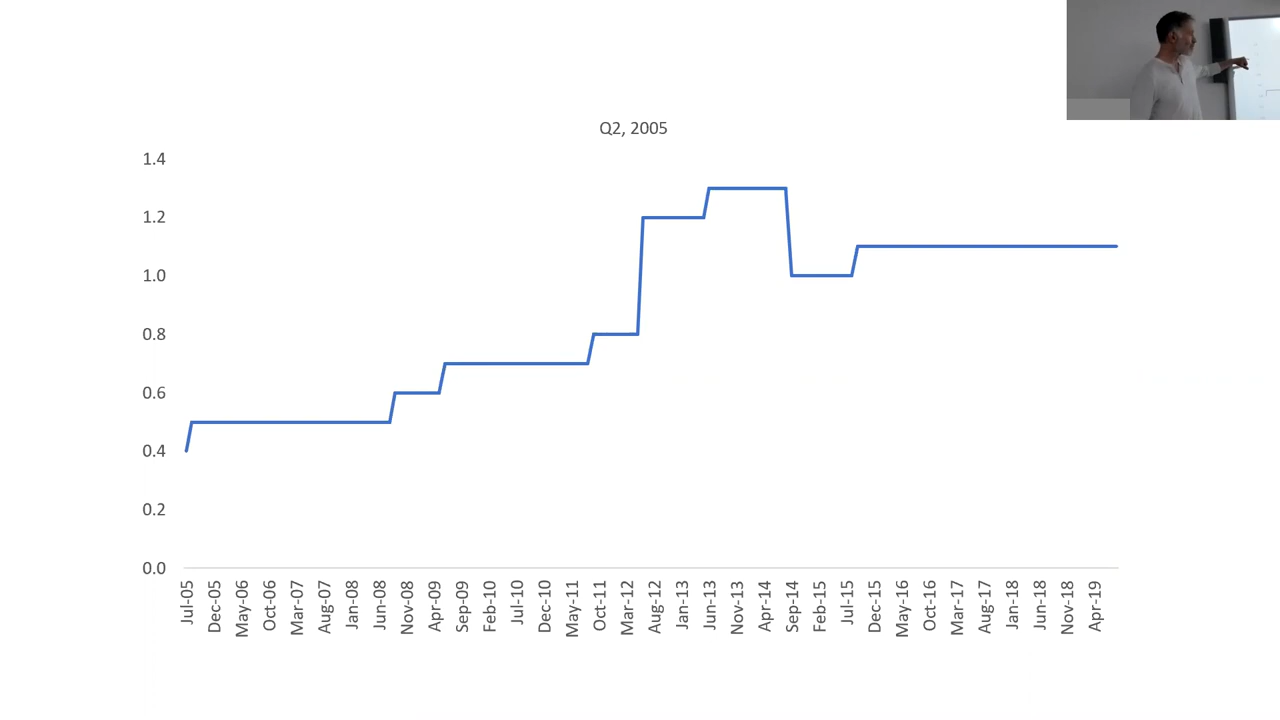 Q2, 2005
1.4
1.2
1.0
0.8
0.6
0.4
0.2
0.0
Jul-05
Dec-05
May-06
Oct-06
Mar-07
Aug-07
Jan-08
Jun-08
Nov-08
Apr-09
Sep-09
Feb-10
Jul-10
Dec-10
May-11
Oct-11
Mar-12
Aug-12
Jan-13
Jun-13
Nov-13
Apr-14
Sep-14
Feb-15
Jul-15
Dec-15
May-16
Oct-16
Mar-17
Aug-17
Jan-18
Jun-18
Nov-18
Apr-19